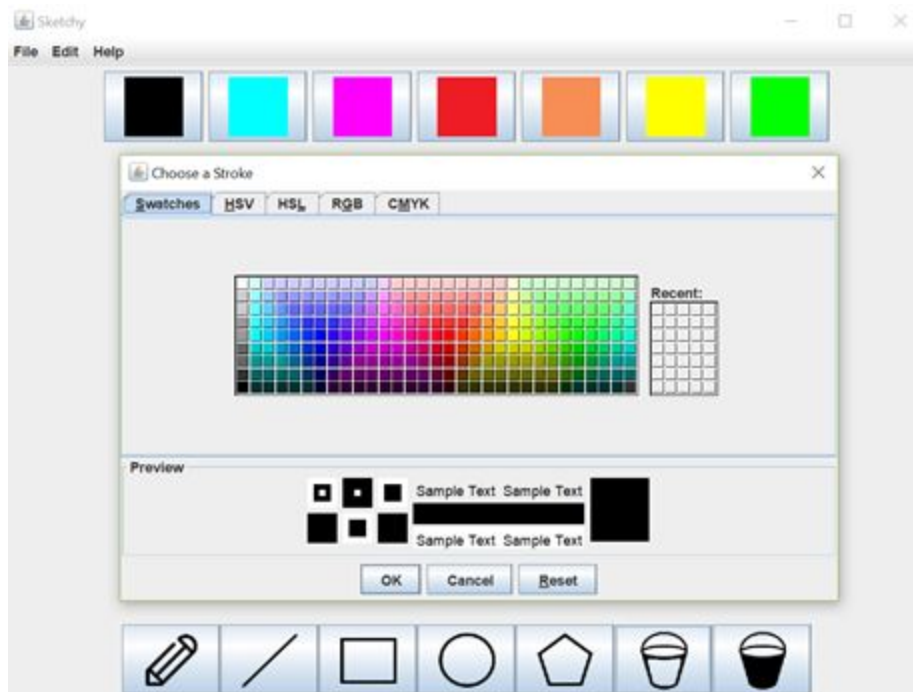 Sketchy
File Edit Help
Choose a Stroke
Swatches HSV HSL RGB CMYK
Recent:
Preview
Sample Text Sample Text
Sample Text Sample Text
OK Cancel Reset